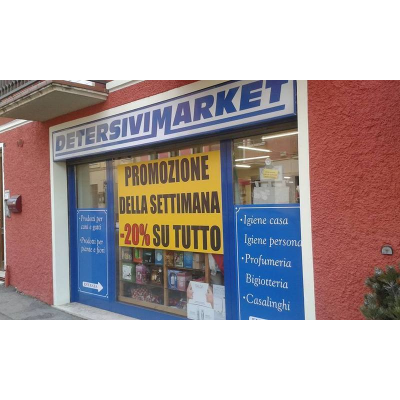 DETERSIVIMARKET
PROMOZIONE
DELLA SETTIMANA
-20% SU TUTTO
• Prodotti per
cani e gatti
• Prodotti per
piante e fiori
• Igiene casa
Igiene persona
• Profumeria
Bigiotteria
• Casalinghi